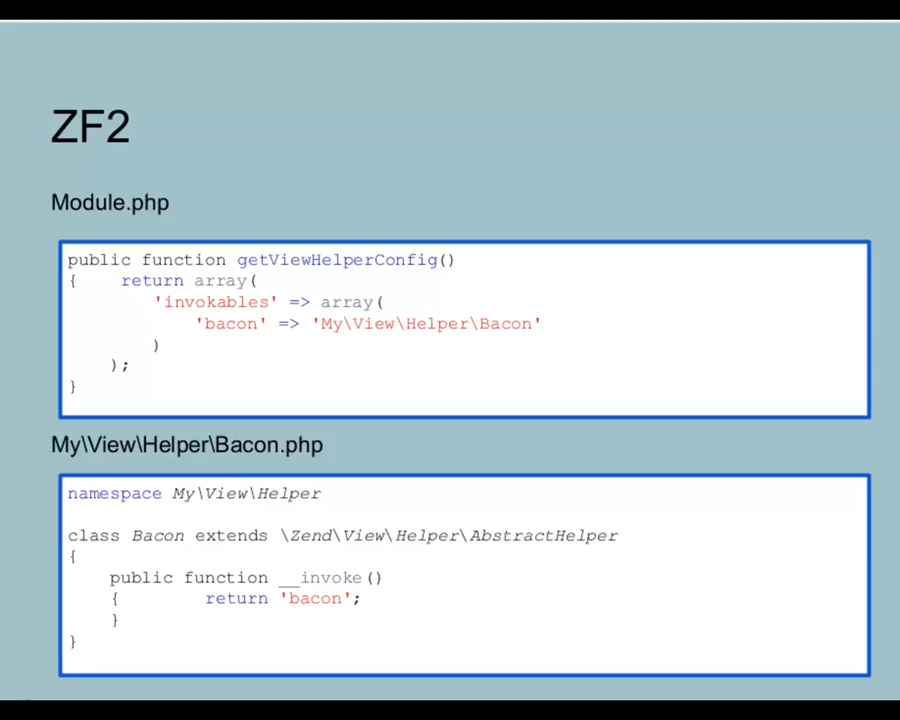 ZF2
Module.php
public function getViewHelperConfig()
{    return array(
        'invokables' => array(
            'bacon' => 'My\View\Helper\Bacon'
        )
    );
}
My\View\Helper\Bacon.php
namespace My\View\Helper
class Bacon extends \Zend\View\Helper\AbstractHelper
{
    public function __invoke()
    {        return 'bacon';
    }
}